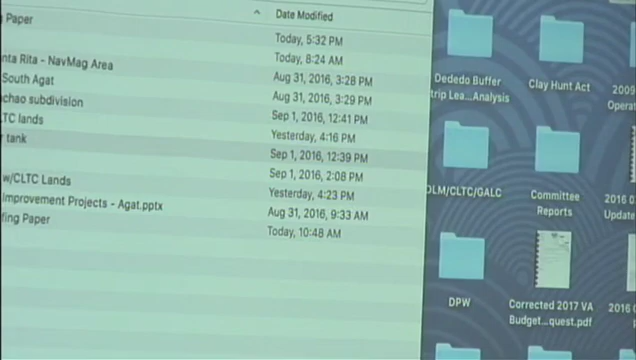 Paper
Date Modified
Today, 5:32 PM
nta Rita - NavMag Area
Today, 8:24 AM
South Agat
Aug 31, 2016, 3:28 PM
chao subdivision
Aug 31, 2016, 3:29 PM
LTC lands
Sep 1, 2016, 12:41 PM
r tank
Yesterday, 4:16 PM
Sep 1, 2016, 12:39 PM
Sep 1, 2016, 2:08 PM
w/CLTC Lands
Yesterday, 4:23 PM
Improvement Projects - Agat.pptx
Aug 31, 2016, 9:33 AM
fing Paper
Today, 10:48 AM
Dededo Buffer
trip Lea...Analysis
Clay Hunt Act
2009
Operat
DLM/CLTC/GALC
Committee
Reports
2016 0
Update
DPW
Corrected 2017 VA
Budget...quest.pdf
2016